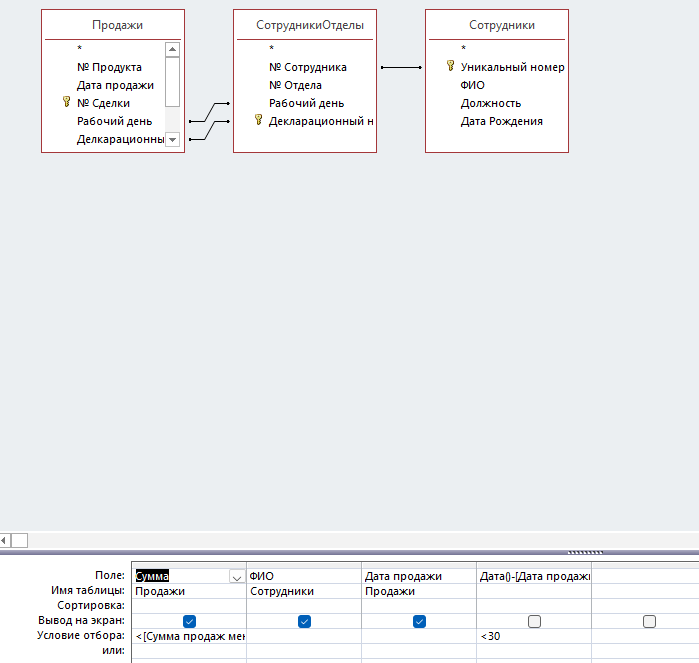 Продажи
*
№ Продукта
Дата продажи
№ Сделки
Рабочий день
Делкарационны
СотрудникиОтделы
*
№ Сотрудника
№ Отдела
Рабочий день
Декларационный н
Сотрудники
*
Уникальный номер
ФИО
Должность
Дата Рождения
Поле: Сумма ФИО Дата продажи Дата()-[Дата продажи
Имя таблицы: Продажи Сотрудники Продажи
Сортировка:
Вывод на экран:
Условие отбора: <[Сумма продаж мен <30
или: